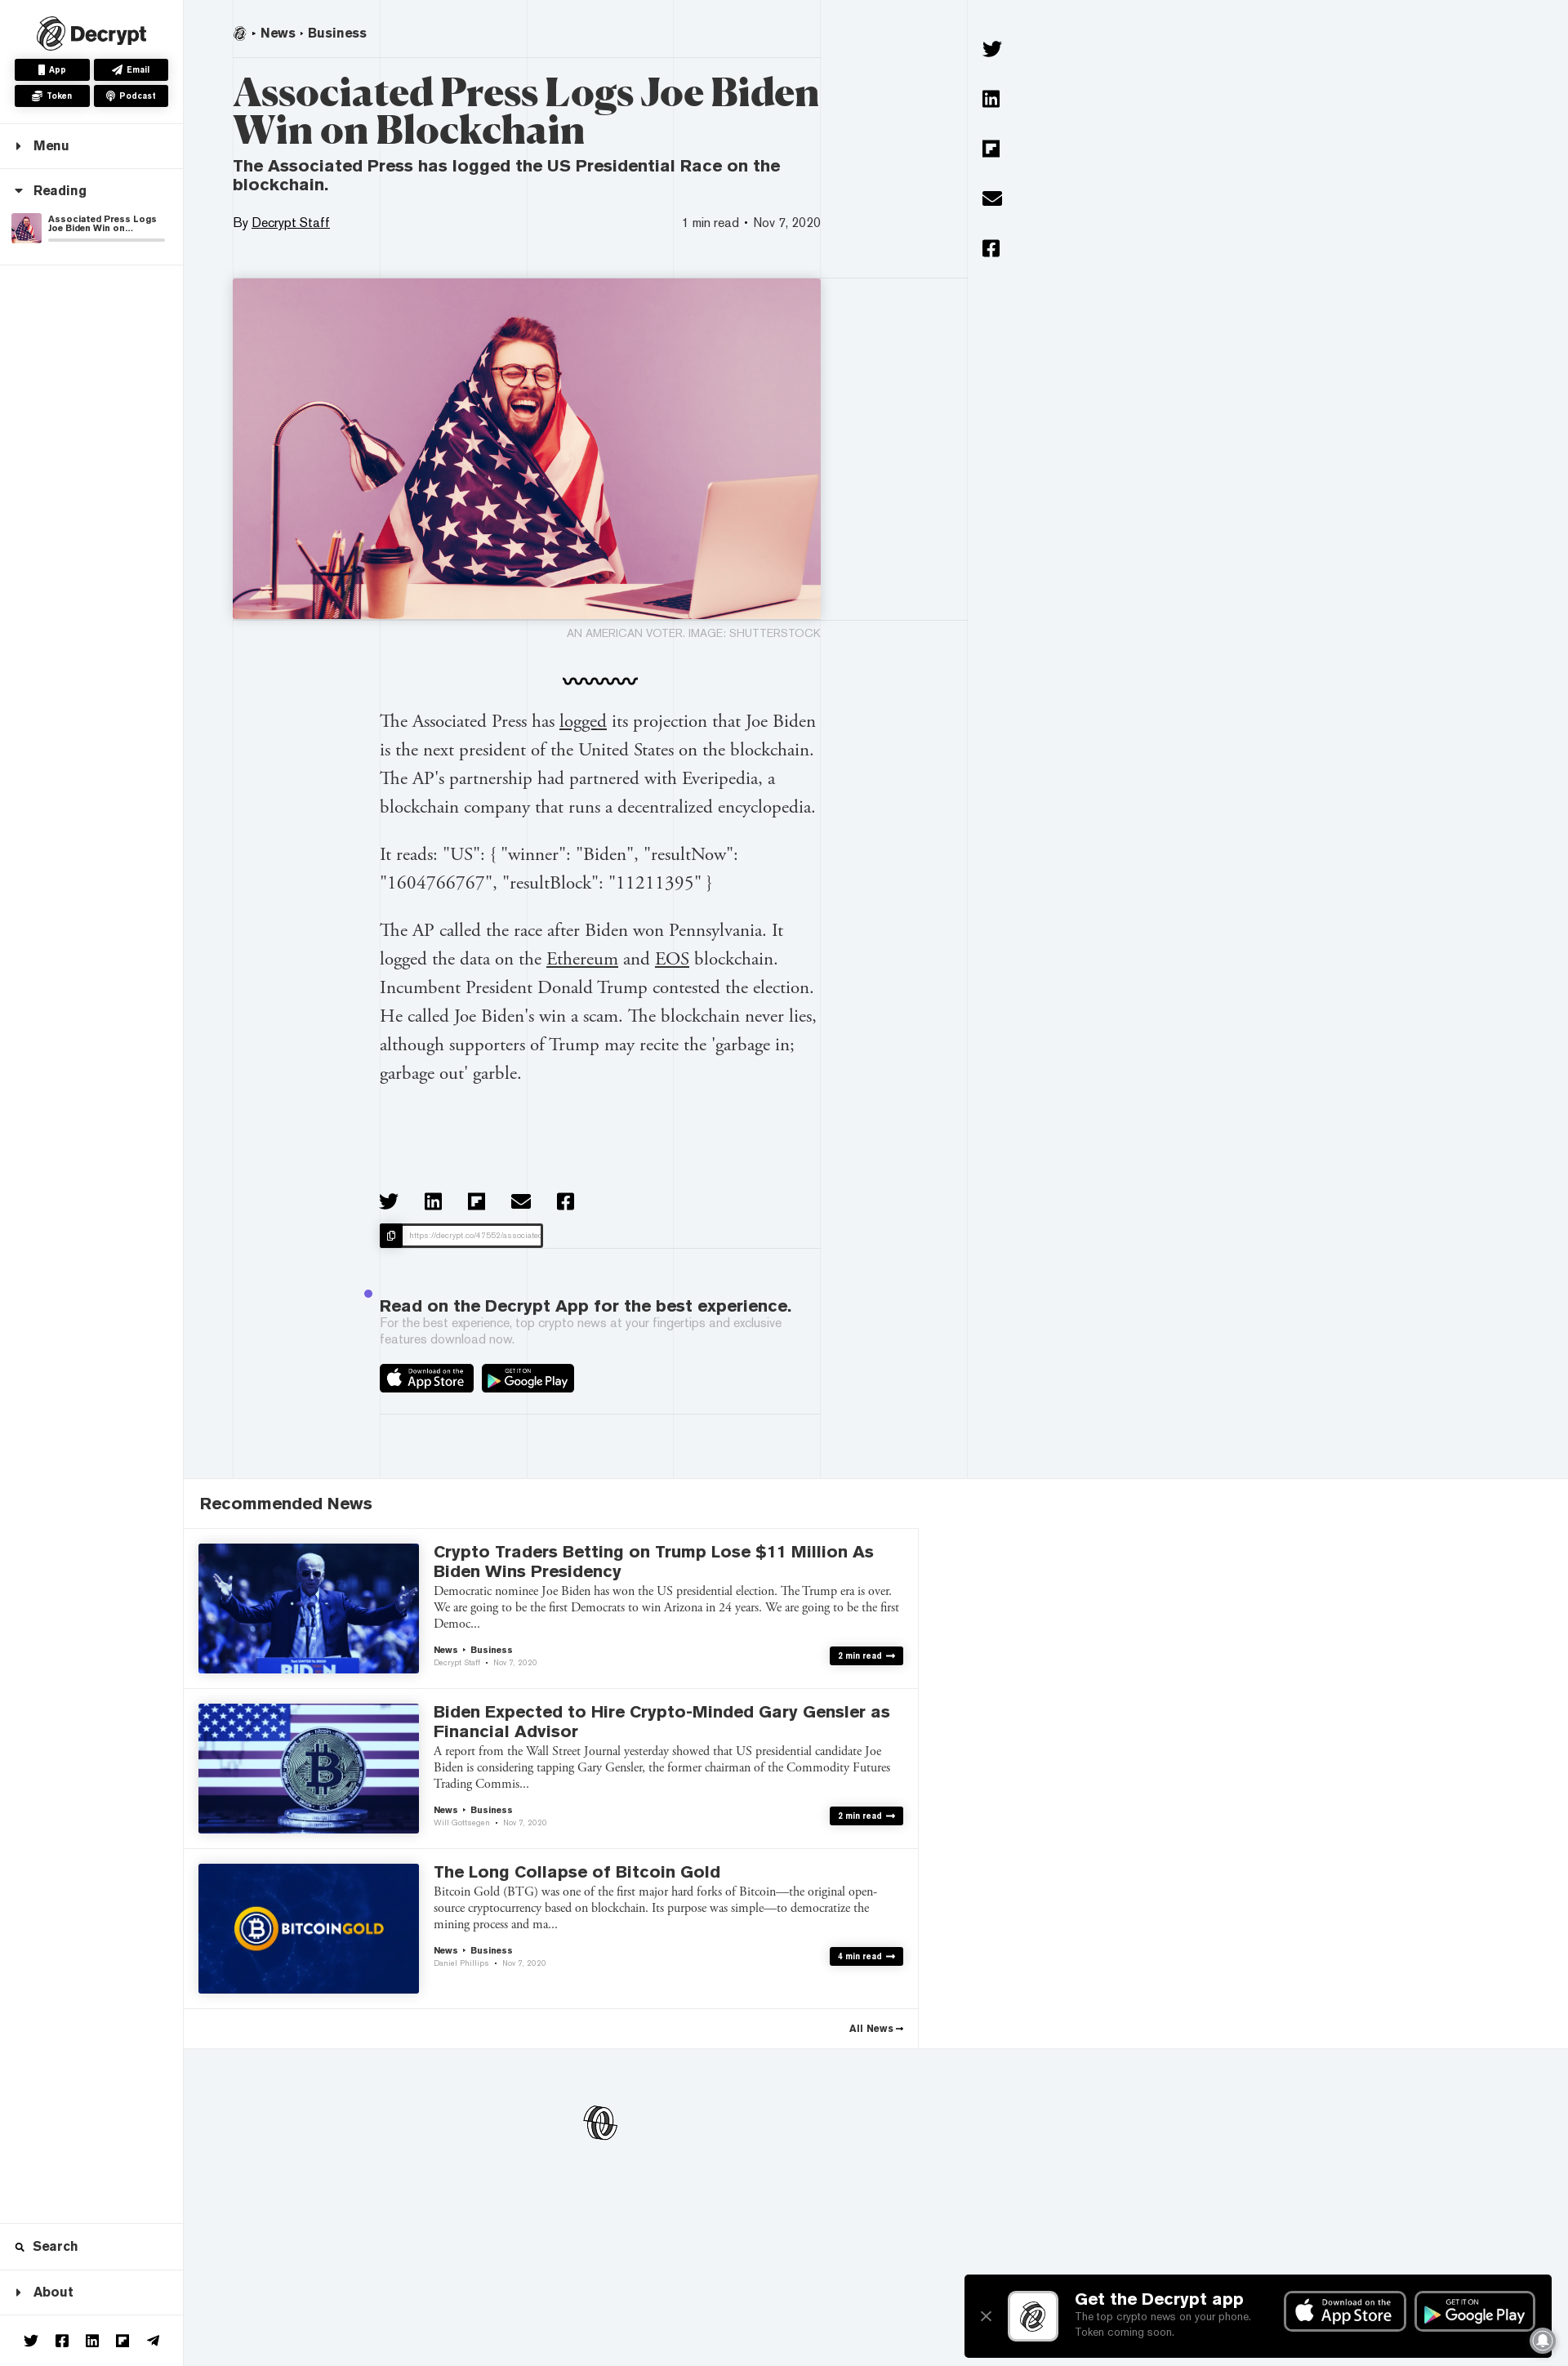 Decrypt
App
Email
Token
Podcast
Menu
Reading
Associated Press Logs
Joe Biden Win on...
News
Business
Associated Press Logs Joe Biden
Win on Blockchain
The Associated Press has logged the US Presidential Race on the
blockchain.
By Decrypt Staff
1 min read • Nov 7, 2020
AN AMERICAN VOTER. IMAGE: SHUTTERSTOCK
The Associated Press has logged its projection that Joe Biden
is the next president of the United States on the blockchain.
The AP's partnership had partnered with Everipedia, a
blockchain company that runs a decentralized encyclopedia.
It reads: "US": { "winner": "Biden", "resultNow":
"1604766767", "resultBlock": "11211395" }
The AP called the race after Biden won Pennsylvania. It
logged the data on the Ethereum and EOS blockchain.
Incumbent President Donald Trump contested the election.
He called Joe Biden's win a scam. The blockchain never lies,
although supporters of Trump may recite the 'garbage in;
garbage out' garble.
https://decrypt.co/47552/associated
Read on the Decrypt App for the best experience.
For the best experience, top crypto news at your fingertips and exclusive
features download now.
Download on the
App Store
GET IT ON
Google Play
Recommended News
BIDEN
Crypto Traders Betting on Trump Lose $11 Million As
Biden Wins Presidency
Democratic nominee Joe Biden has won the US presidential election. The Trump era is over.
We are going to be the first Democrats to win Arizona in 24 years. We are going to be the first
Democ...
News
Business
Decrypt Staff • Nov 7, 2020
2 min read
Biden Expected to Hire Crypto-Minded Gary Gensler as
Financial Advisor
A report from the Wall Street Journal yesterday showed that US presidential candidate Joe
Biden is considering tapping Gary Gensler, the former chairman of the Commodity Futures
Trading Commis...
News
Business
Will Gottsegen • Nov 7, 2020
2 min read
BITCOINGOLD
The Long Collapse of Bitcoin Gold
Bitcoin Gold (BTG) was one of the first major hard forks of Bitcoin—the original open-
source cryptocurrency based on blockchain. Its purpose was simple—to democratize the
mining process and ma...
News
Business
Daniel Phillips • Nov 7, 2020
4 min read
All News
Search
About
Get the Decrypt app
The top crypto news on your phone.
Token coming soon.
Download on the
App Store
GET IT ON
Google Play